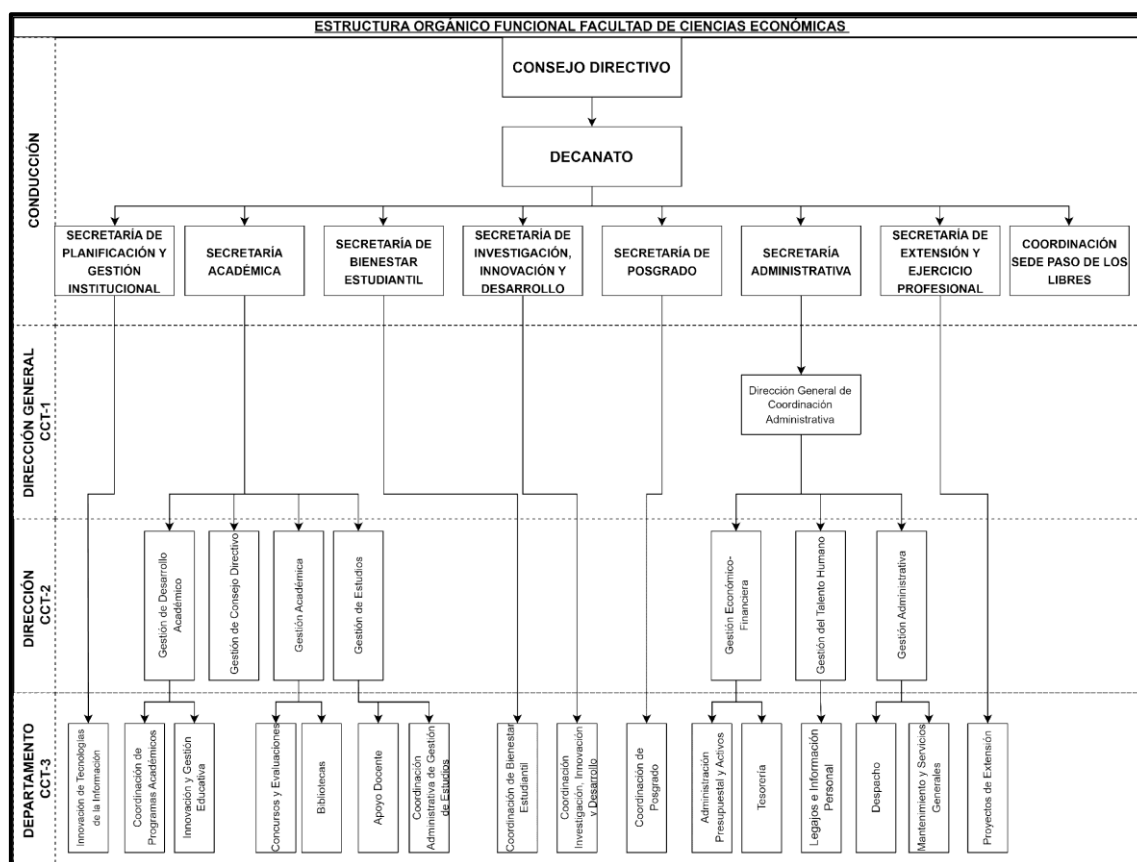 ESTRUCTURA ORGÁNICO FUNCIONAL FACULTAD DE CIENCIAS ECONÓMICAS
CONDUCCIÓN
CONSEJO DIRECTIVO
DECANATO
SECRETARÍA DE
PLANIFICACIÓN Y
GESTIÓN
INSTITUCIONAL
SECRETARÍA
ACADÉMICA
SECRETARÍA DE
BIENESTAR
ESTUDIANTIL
SECRETARÍA DE
INVESTIGACIÓN,
INNOVACIÓN Y
DESARROLLO
SECRETARÍA DE
POSGRADO
SECRETARÍA
ADMINISTRATIVA
SECRETARÍA DE
EXTENSIÓN Y
EJERCICIO
PROFESIONAL
COORDINACIÓN
SEDE PASO DE LOS
LIBRES
DIRECCIÓN GENERAL
CCT-1
Dirección General de
Coordinación
Administrativa
DIRECCIÓN
CCT-2
Gestión de Desarrollo
Académico
Gestión de Consejo Directivo
Gestión Académica
Gestión de Estudios
Gestión Económico-
Financiera
Gestión del Talento Humano
Gestión Administrativa
DEPARTAMENTO
CCT-3
Innovación de Tecnologías
de la Información
Coordinación de
Programas Académicos
Innovación y Gestión
Educativa
Concursos y Evaluaciones
Bibliotecas
Apoyo Docente
Coordinación
Administrativa de Gestión
de Estudios
Coordinación de Bienestar
Estudiantil
Coordinación
Investigación, Innovación
y Desarrollo
Coordinación de
Posgrado
Administración
Presupuestal y Activos
Tesorería
Legajos e Información
Personal
Despacho
Mantenimiento y Servicios
Generales
Proyectos de Extensión